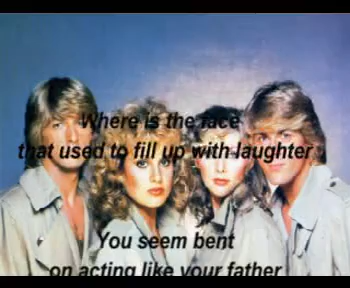 Where is the face
that used to fill up with laughter
You seem bent
on acting like your father